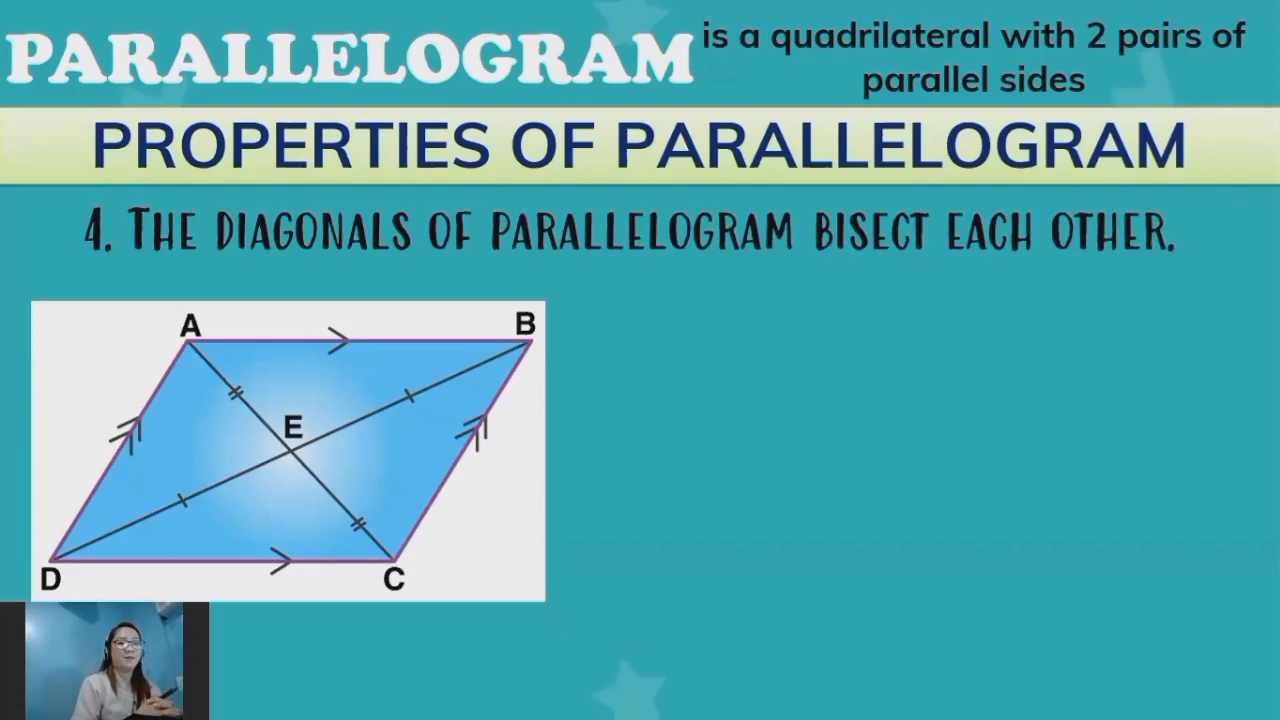 PARALLELOGRAM
is a quadrilateral with 2 pairs of
parallel sides
PROPERTIES OF PARALLELOGRAM
4. THE DIAGONALS OF PARALLELOGRAM BISECT EACH OTHER.
A
B
E
D
C